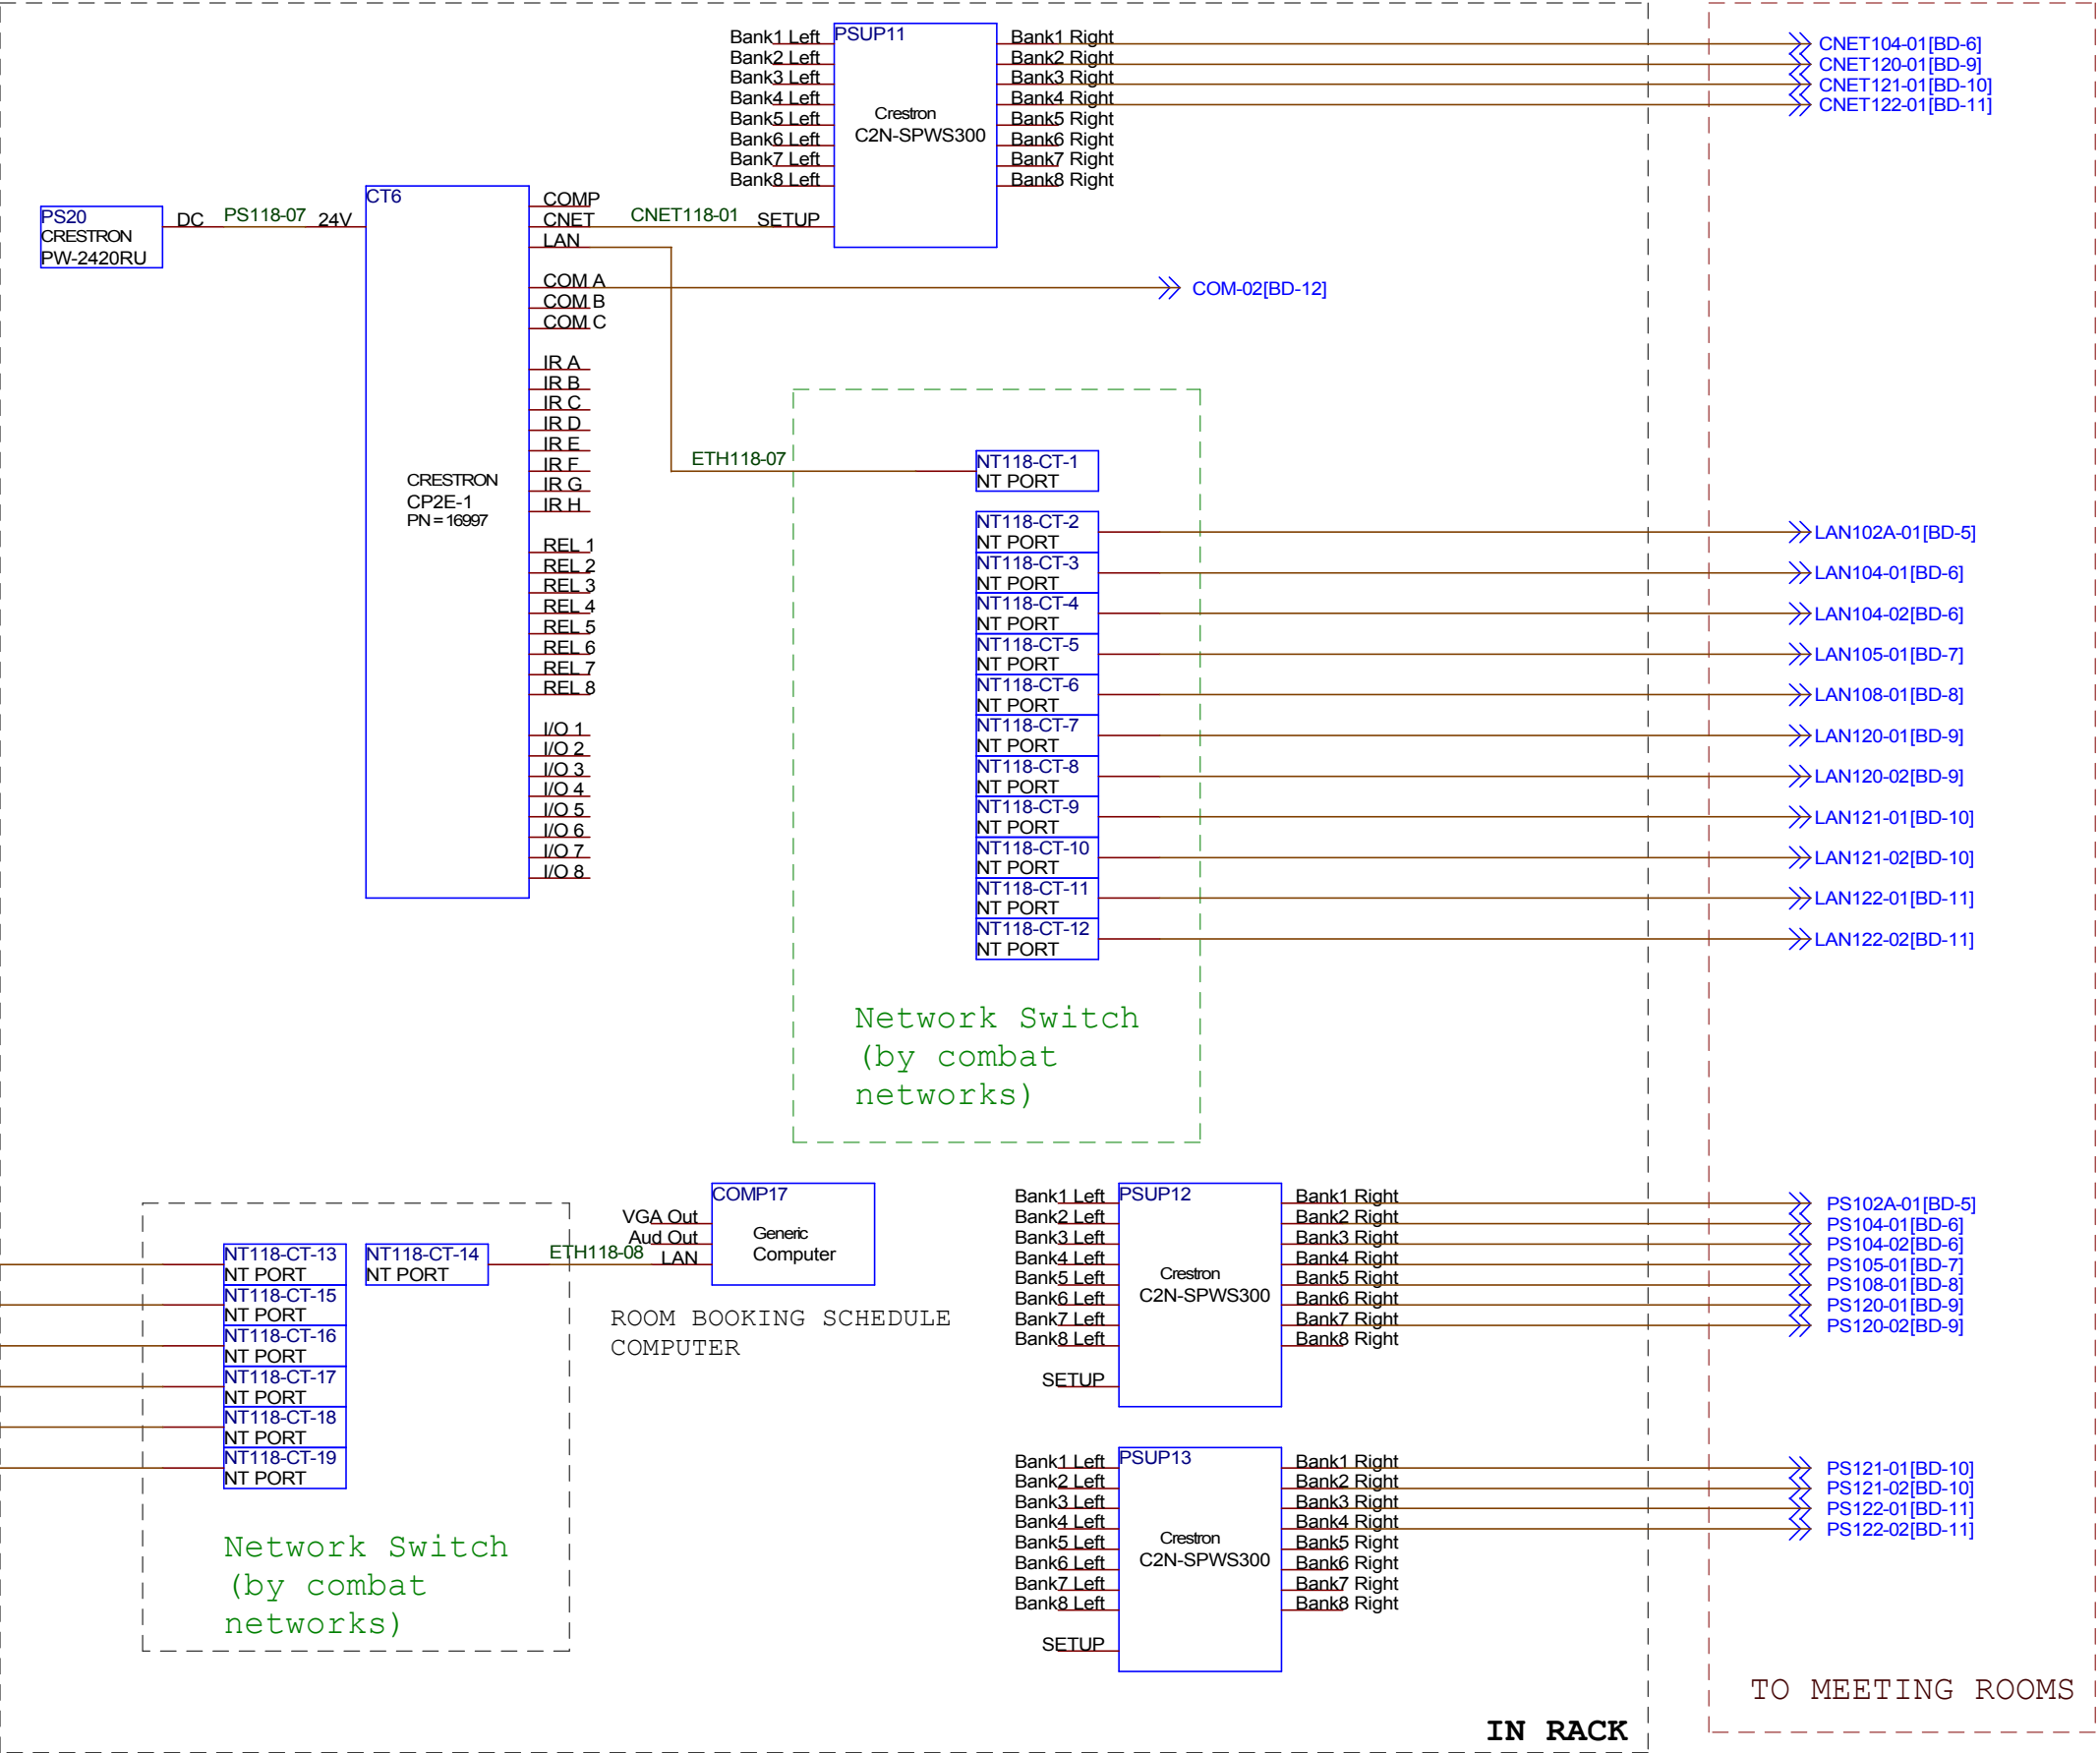 PSUP11
Crestron
C2N-SPWS300
Bank1 Left
Bank2 Left
Bank3 Left
Bank4 Left
Bank5 Left
Bank6 Left
Bank7 Left
Bank8 Left
SETUP
Bank1 Right
Bank2 Right
Bank3 Right
Bank4 Right
Bank5 Right
Bank6 Right
Bank7 Right
Bank8 Right
CNET104-01[BD-6]
CNET120-01[BD-9]
CNET121-01[BD-10]
CNET122-01[BD-11]
PS20
CRESTRON
PW-2420RU
DC
PS118-07
24V
CT6
CRESTRON
CP2E-1
PN = 16997
COMP
CNET
LAN
COM A
COM B
COM C
IR A
IR B
IR C
IR D
IR E
IR F
IR G
IR H
REL 1
REL 2
REL 3
REL 4
REL 5
REL 6
REL 7
REL 8
I/O 1
I/O 2
I/O 3
I/O 4
I/O 5
I/O 6
I/O 7
I/O 8
CNET118-01
COM-02[BD-12]
ETH118-07
NT118-CT-1
NT PORT
NT118-CT-2
NT PORT
NT118-CT-3
NT PORT
NT118-CT-4
NT PORT
NT118-CT-5
NT PORT
NT118-CT-6
NT PORT
NT118-CT-7
NT PORT
NT118-CT-8
NT PORT
NT118-CT-9
NT PORT
NT118-CT-10
NT PORT
NT118-CT-11
NT PORT
NT118-CT-12
NT PORT
LAN102A-01[BD-5]
LAN104-01[BD-6]
LAN104-02[BD-6]
LAN105-01[BD-7]
LAN108-01[BD-8]
LAN120-01[BD-9]
LAN120-02[BD-9]
LAN121-01[BD-10]
LAN121-02[BD-10]
LAN122-01[BD-11]
LAN122-02[BD-11]
Network Switch
(by combat
networks)
NT118-CT-13
NT PORT
NT118-CT-15
NT PORT
NT118-CT-16
NT PORT
NT118-CT-17
NT PORT
NT118-CT-18
NT PORT
NT118-CT-19
NT PORT
NT118-CT-14
NT PORT
ETH118-08
VGA Out
Aud Out
LAN
COMP17
Generic
Computer
ROOM BOOKING SCHEDULE
COMPUTER
Network Switch
(by combat
networks)
Bank1 Left
Bank2 Left
Bank3 Left
Bank4 Left
Bank5 Left
Bank6 Left
Bank7 Left
Bank8 Left
SETUP
PSUP12
Crestron
C2N-SPWS300
Bank1 Right
Bank2 Right
Bank3 Right
Bank4 Right
Bank5 Right
Bank6 Right
Bank7 Right
Bank8 Right
PS102A-01[BD-5]
PS104-01[BD-6]
PS104-02[BD-6]
PS105-01[BD-7]
PS108-01[BD-8]
PS120-01[BD-9]
PS120-02[BD-9]
Bank1 Left
Bank2 Left
Bank3 Left
Bank4 Left
Bank5 Left
Bank6 Left
Bank7 Left
Bank8 Left
SETUP
PSUP13
Crestron
C2N-SPWS300
Bank1 Right
Bank2 Right
Bank3 Right
Bank4 Right
Bank5 Right
Bank6 Right
Bank7 Right
Bank8 Right
PS121-01[BD-10]
PS121-02[BD-10]
PS122-01[BD-11]
PS122-02[BD-11]
TO MEETING ROOMS
IN RACK